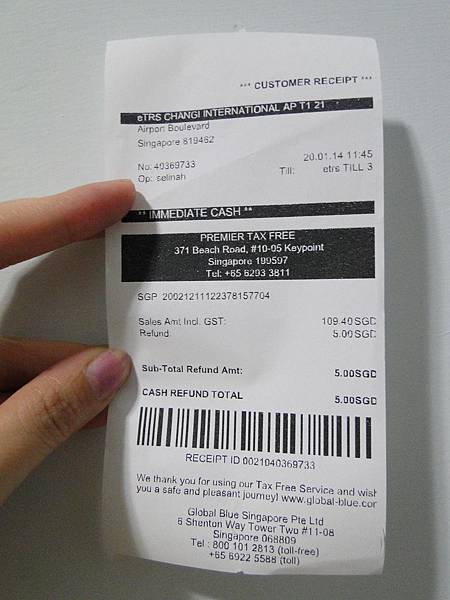 *** CUSTOMER RECEIPT ***
eTRS CHANGI INTERNATIONAL AP T1 21
Airport Boulevard
Singapore 819462
No: 40369733
20.01.14 11:45
Op: selinah
Till: etrs TILL 3
** IMMEDIATE CASH **
PREMIER TAX FREE
371 Beach Road, #10-05 Keypoint
Singapore 199597
Tel: +65 6293 3811
SGP 20021211122378157704
Sales Amt Incl. GST: 109.40SGD
Refund: 5.00SGD
Sub-Total Refund Amt: 5.00SGD
CASH REFUND TOTAL 5.00SGD
RECEIPT ID 0021040369733
We thank you for using our Tax Free Service and wish
you a safe and pleasant journey! www.global-blue.com
Global Blue Singapore Pte Ltd
6 Shenton Way Tower Two #11-08
Singapore 068809
Tel : 800 101 2813 (toll-free)
+65 6922 5588 (toll)